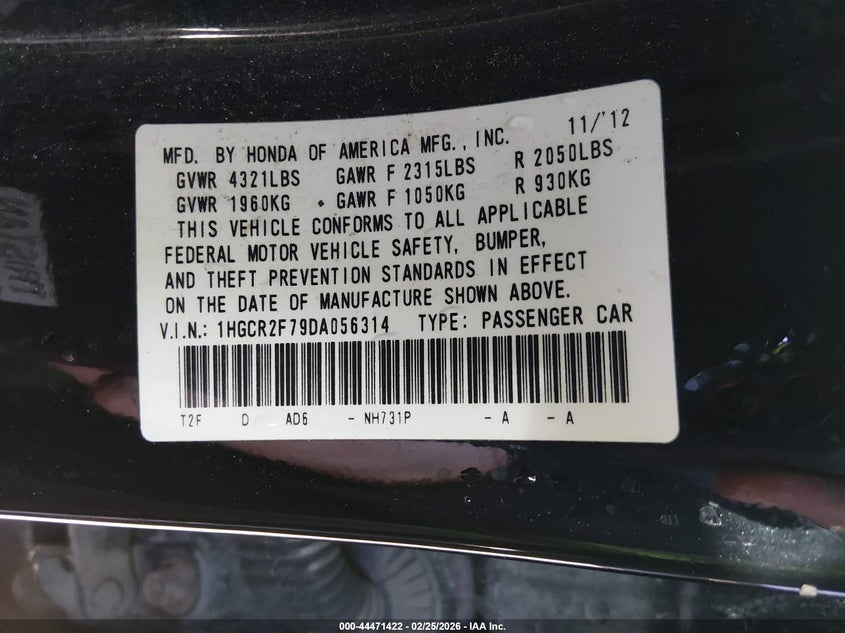 MFD. BY HONDA OF AMERICA MFG., INC. 11/'12
GVWR 4321LBS GAWR F 2315LBS R 2050LBS
GVWR 1960KG GAWR F 1050KG R 930KG
THIS VEHICLE CONFORMS TO ALL APPLICABLE
FEDERAL MOTOR VEHICLE SAFETY, BUMPER,
AND THEFT PREVENTION STANDARDS IN EFFECT
ON THE DATE OF MANUFACTURE SHOWN ABOVE.
V.I.N.: 1HGCR2F79DA056314 TYPE: PASSENGER CAR
T2F D AD6 - NH731P - A - A
000-44471422 - 02/25/2026 - IAA Inc.